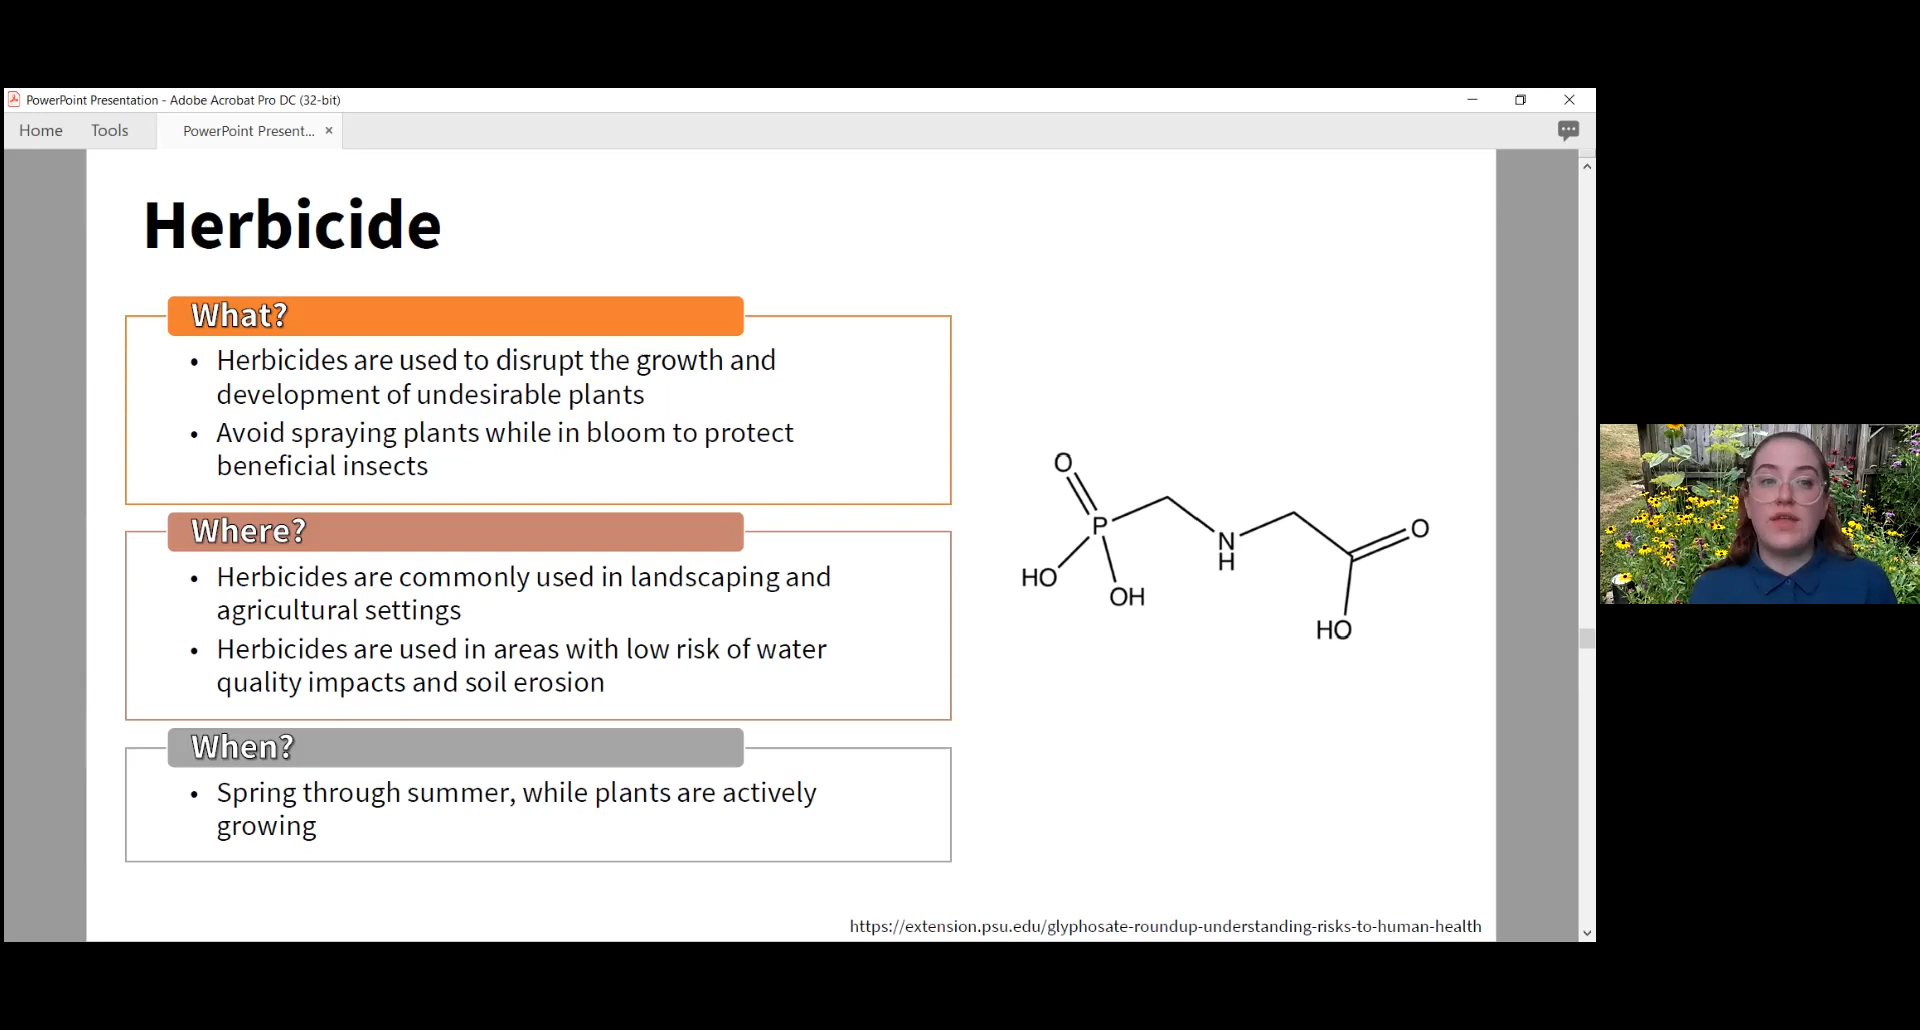 PowerPoint Presentation - Adobe Acrobat Pro DC (32-bit)
Home Tools PowerPoint Present... ×
Herbicide
What?
• Herbicides are used to disrupt the growth and
development of undesirable plants
• Avoid spraying plants while in bloom to protect
beneficial insects
Where?
• Herbicides are commonly used in landscaping and
agricultural settings
• Herbicides are used in areas with low risk of water
quality impacts and soil erosion
When?
• Spring through summer, while plants are actively
growing
O
P
HO
OH
N
H
O
HO
https://extension.psu.edu/glyphosate-roundup-understanding-risks-to-human-health